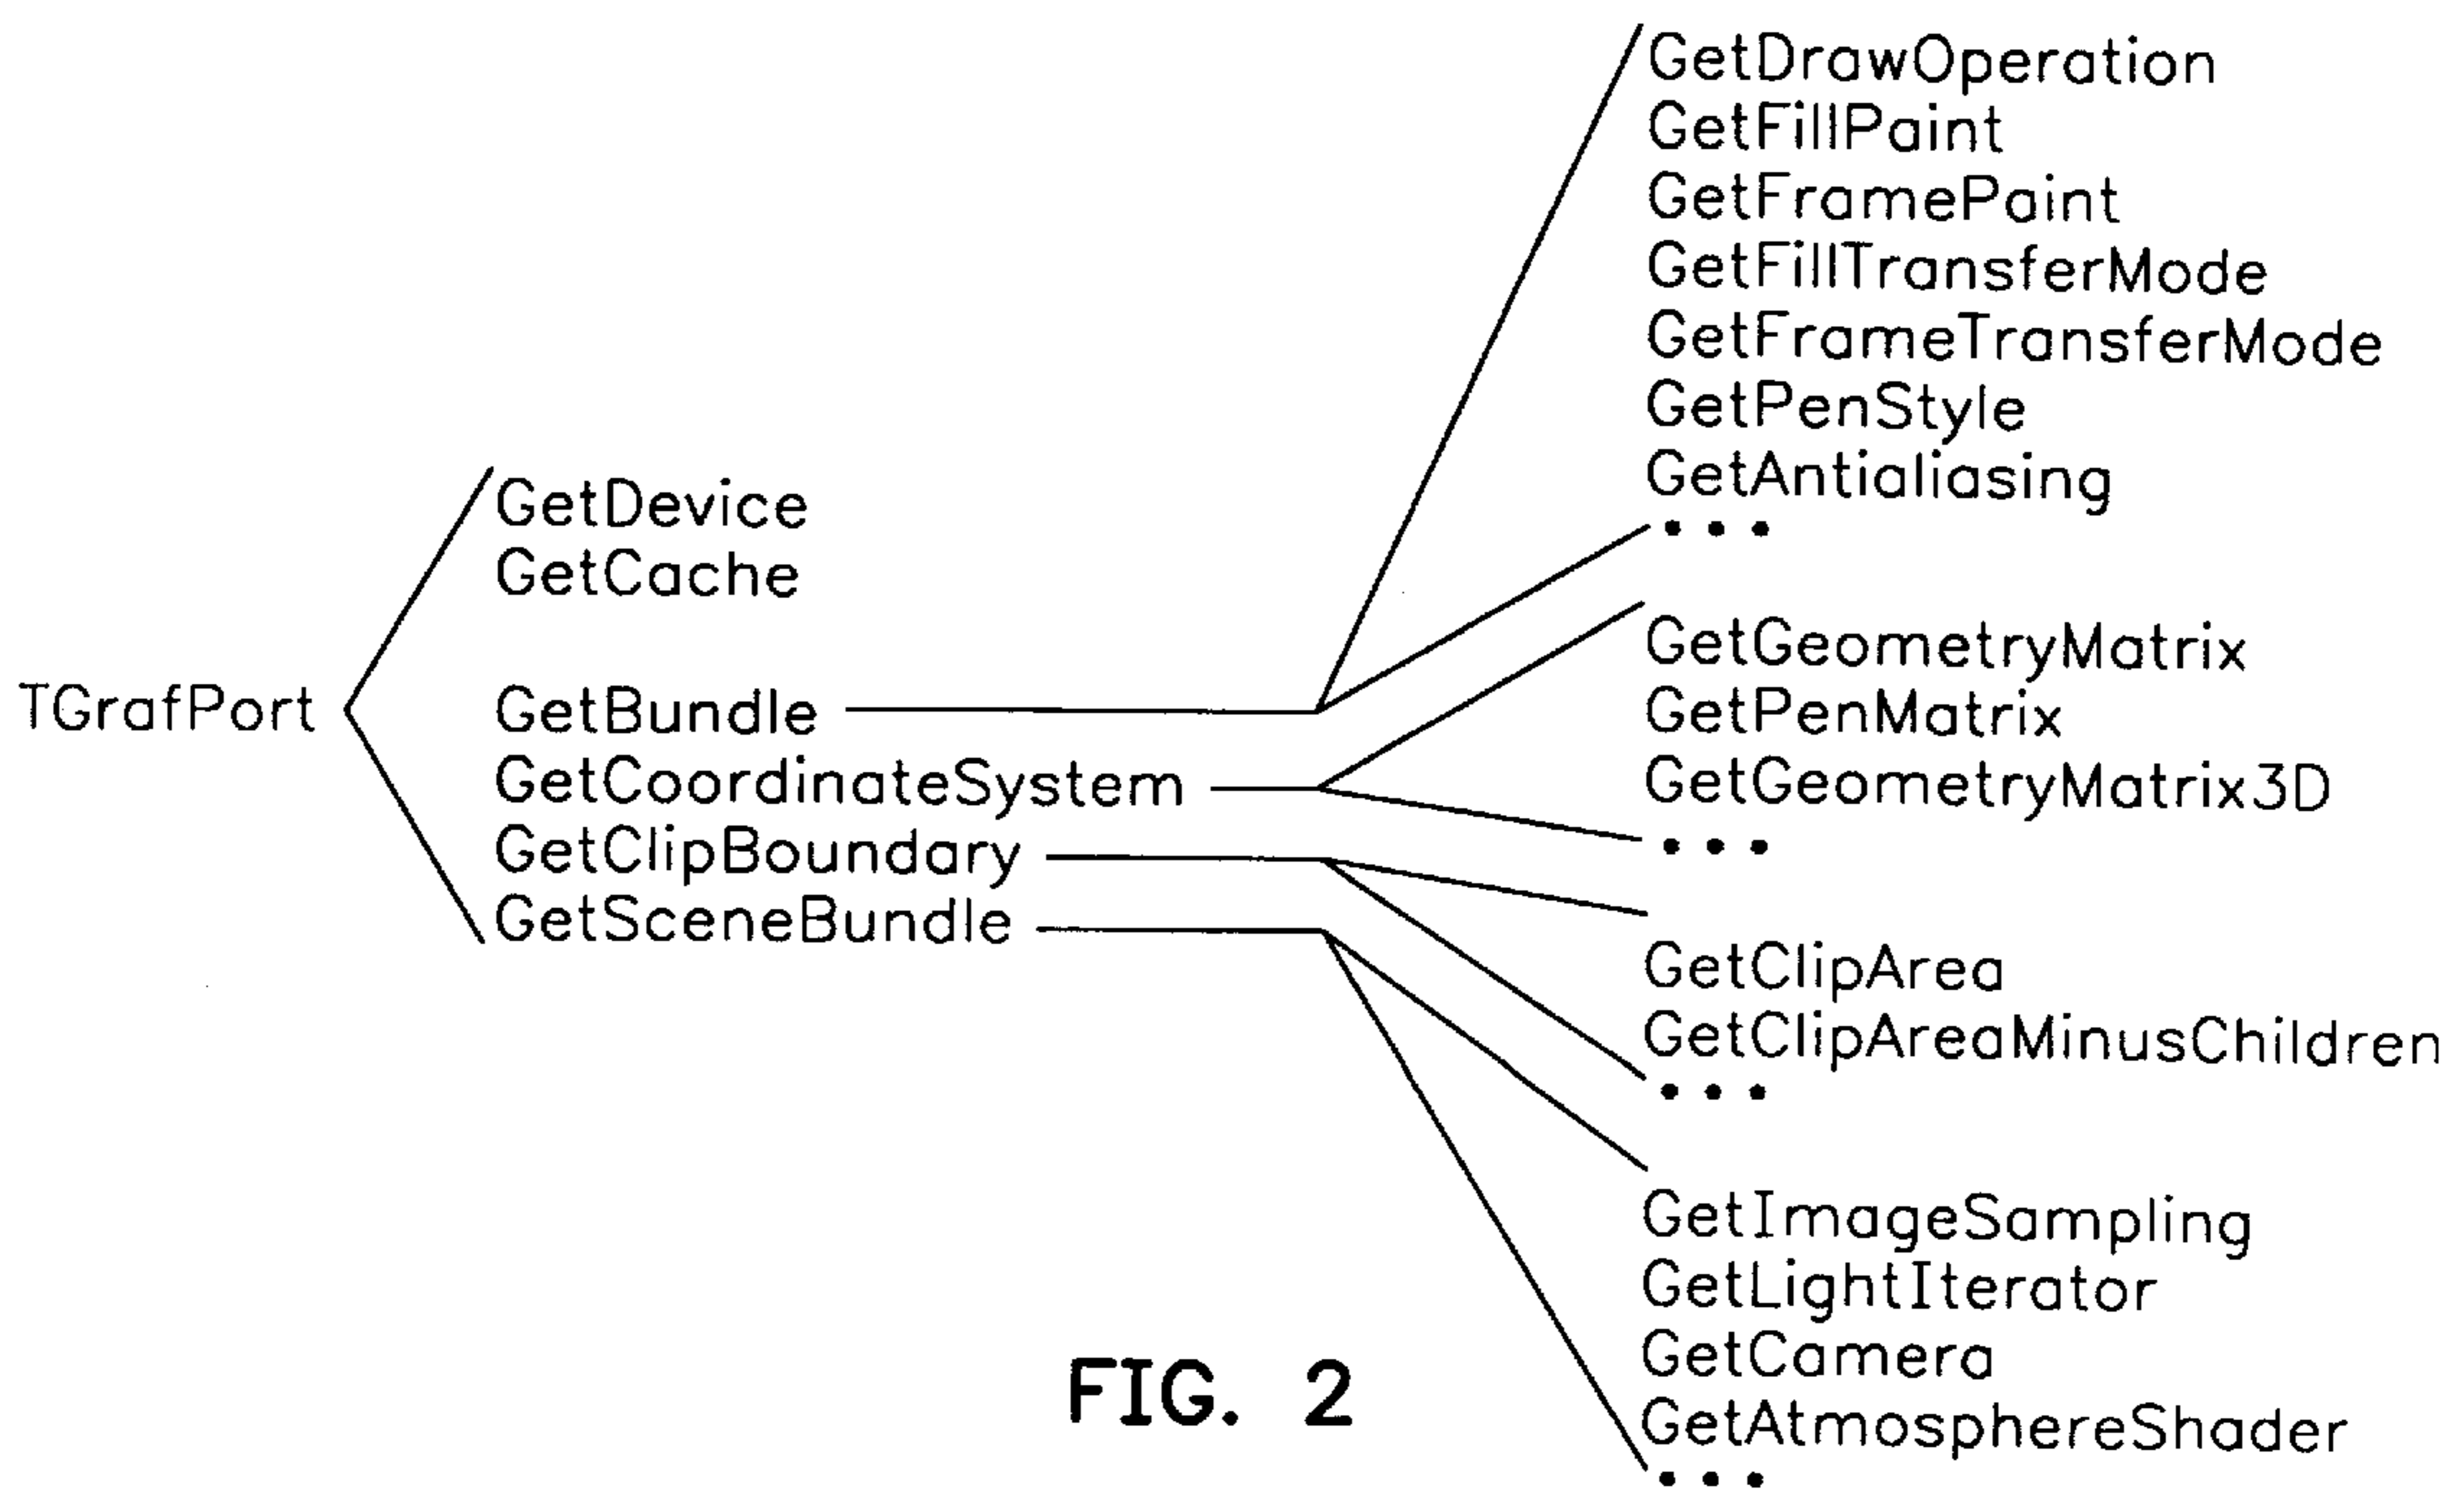 TGrafPort
GetDevice
GetCache
GetBundle
GetCoordinateSystem
GetClipBoundary
GetSceneBundle
GetDrawOperation
GetFillPaint
GetFramePaint
GetFillTransferMode
GetFrameTransferMode
GetPenStyle
GetAntialiasing
• • •
GetGeometryMatrix
GetPenMatrix
GetGeometryMatrix3D
• • •
GetClipArea
GetClipAreaMinusChildren
• • •
GetImageSampling
GetLightIterator
GetCamera
GetAtmosphereShader
• • •
FIG. 2